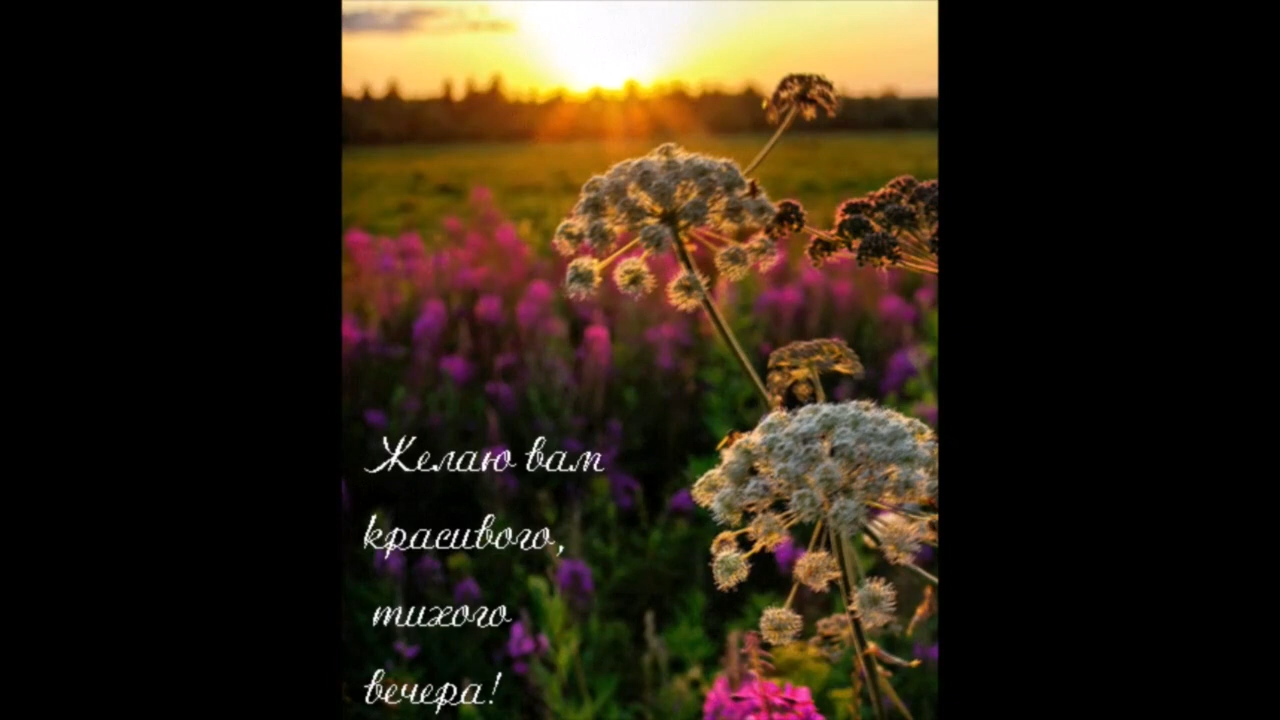 Желаю вам
красивого,
тихого
вечера!